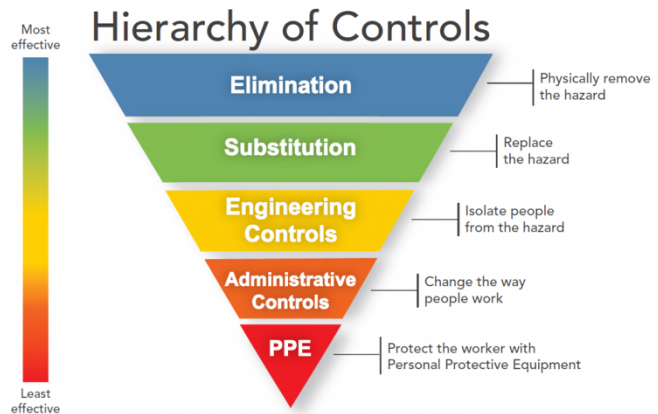 Hierarchy of Controls
Most
effective
Elimination
Physically remove
the hazard
Substitution
Replace
the hazard
Engineering
Controls
Isolate people
from the hazard
Administrative
Controls
Change the way
people work
PPE
Protect the worker with
Personal Protective Equipment
Least
effective